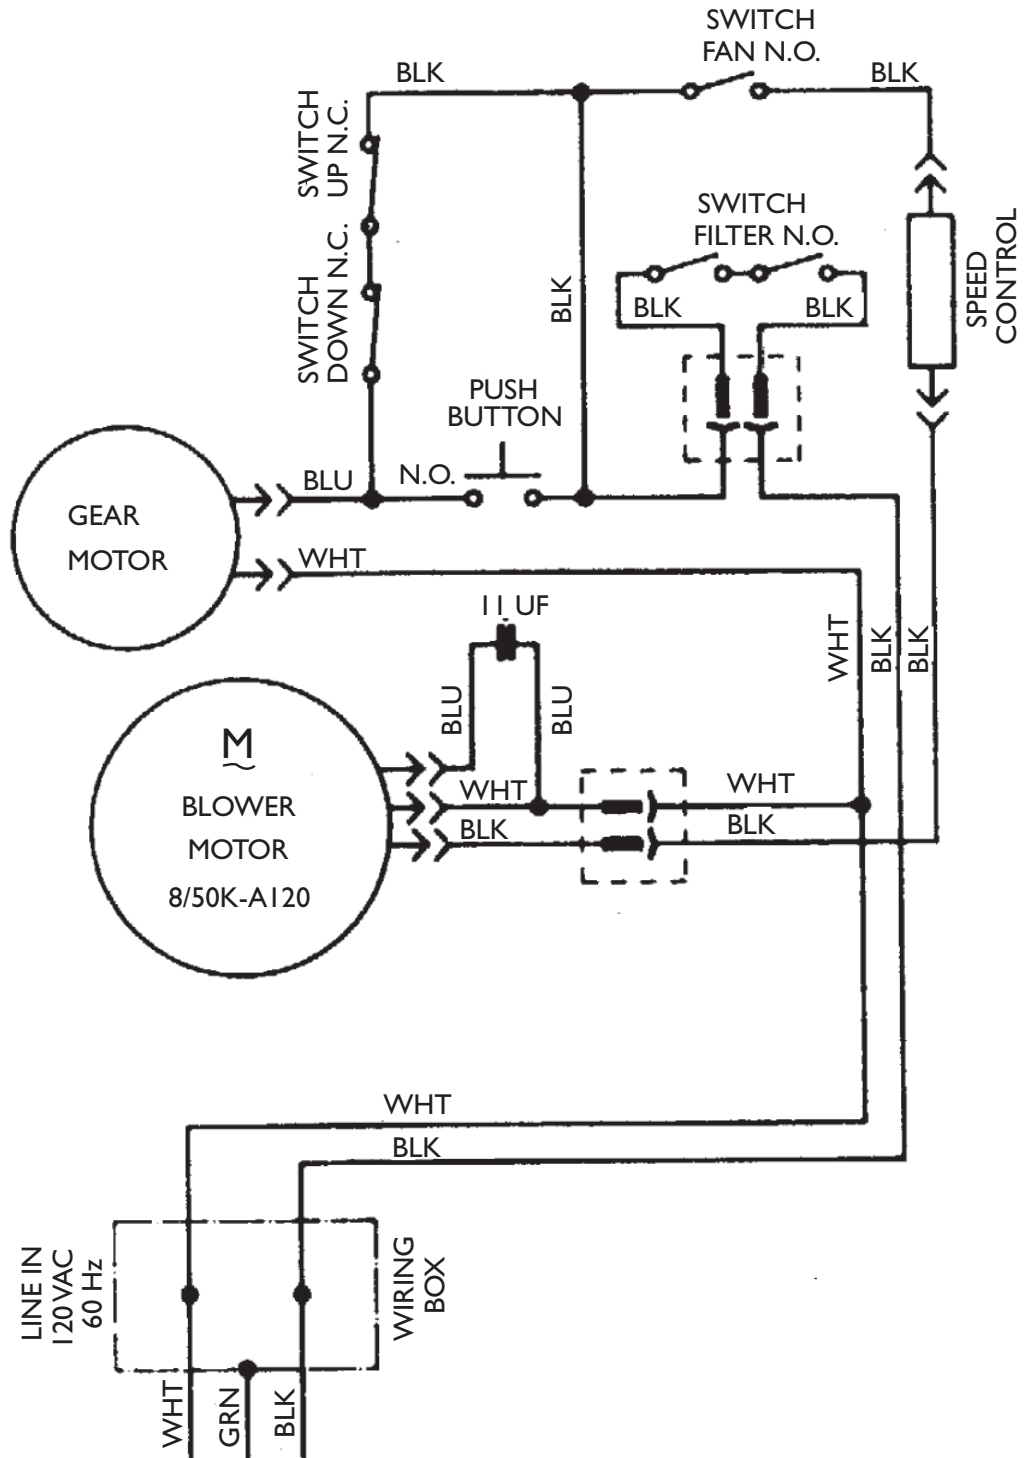 SWITCH
FAN N.O.
BLK
BLK
SWITCH
UP N.C.
SWITCH
DOWN N.C.
SWITCH
FILTER N.O.
BLK
BLK
BLK
SPEED
CONTROL
PUSH
BUTTON
N.O.
BLU
GEAR
MOTOR
WHT
11 UF
BLU
BLU
WHT
BLK
BLK
M
BLOWER
MOTOR
8/50K-A120
WHT
BLK
WHT
BLK
WHT
BLK
LINE IN
120 VAC
60 Hz
WIRING
BOX
WHT
GRN
BLK